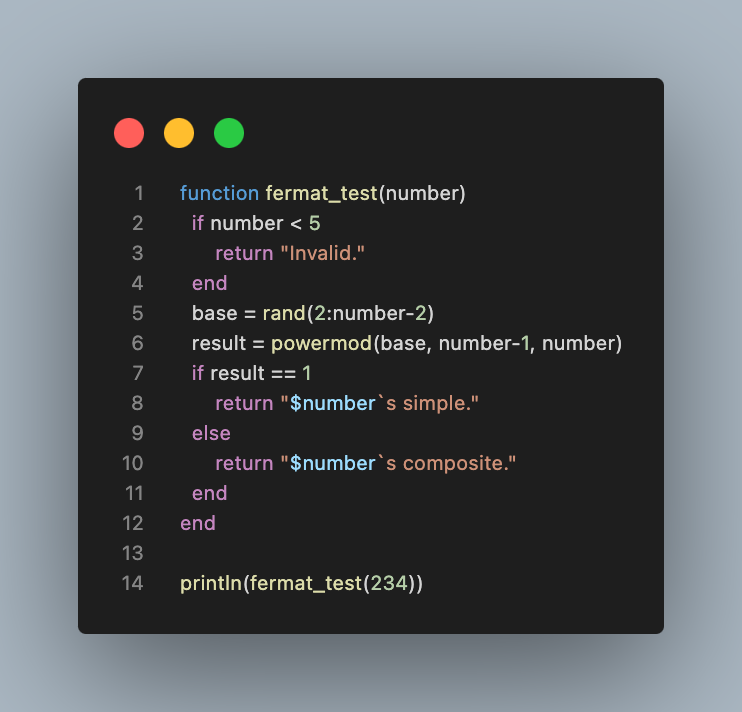 1 function fermat_test(number)
2 if number < 5
3 return "Invalid."
4 end
5 base = rand(2:number-2)
6 result = powermod(base, number-1, number)
7 if result == 1
8 return "$number`s simple."
9 else
10 return "$number`s composite."
11 end
12 end
13
14 println(fermat_test(234))